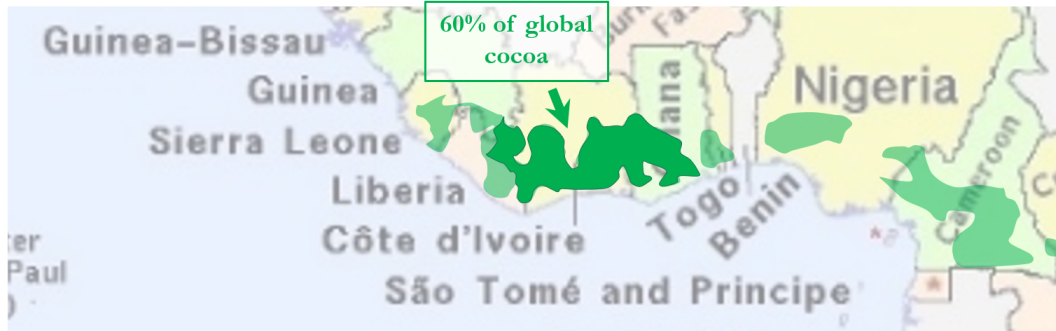 60% of global
cocoa
Guinea-Bissau
Guinea
Sierra Leone
Liberia
Côte d'Ivoire
São Tomé and Principe
Togo
Benin
Nigeria
Cameroon
Paul